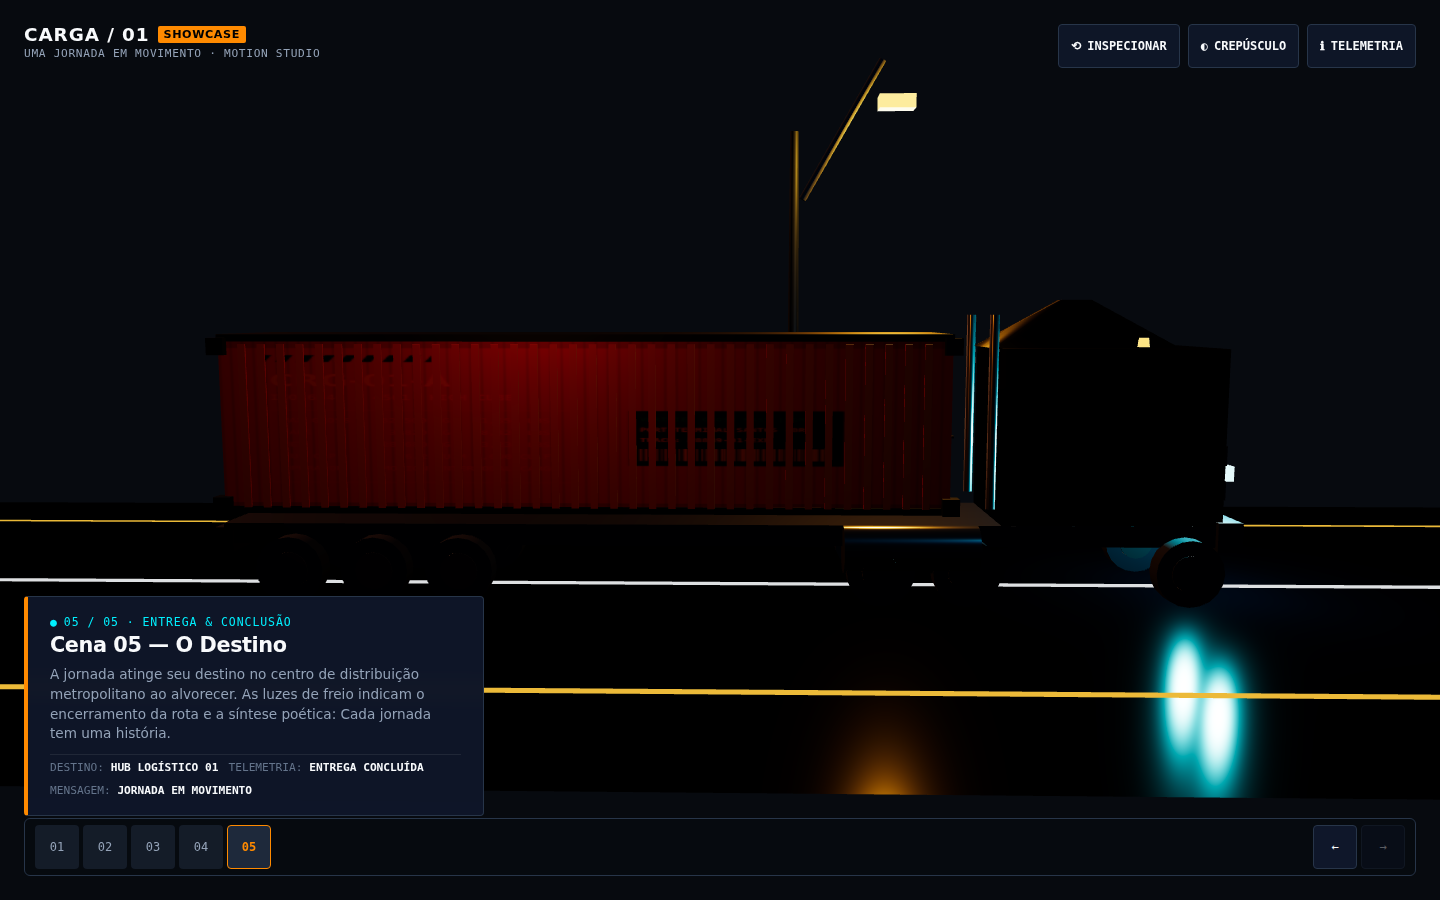 CARGA / 01 SHOWCASE
UMA JORNADA EM MOVIMENTO · MOTION STUDIO
⟲ INSPECIONAR
◐ CREPÚSCULO
ℹ TELEMETRIA
● 05 / 05 · ENTREGA & CONCLUSÃO
Cena 05 — O Destino
A jornada atinge seu destino no centro de distribuição
metropolitano ao alvorecer. As luzes de freio indicam o
encerramento da rota e a síntese poética: Cada jornada
tem uma história.
DESTINO: HUB LOGÍSTICO 01 TELEMETRIA: ENTREGA CONCLUÍDA
MENSAGEM: JORNADA EM MOVIMENTO
01 02 03 04 05 ← →